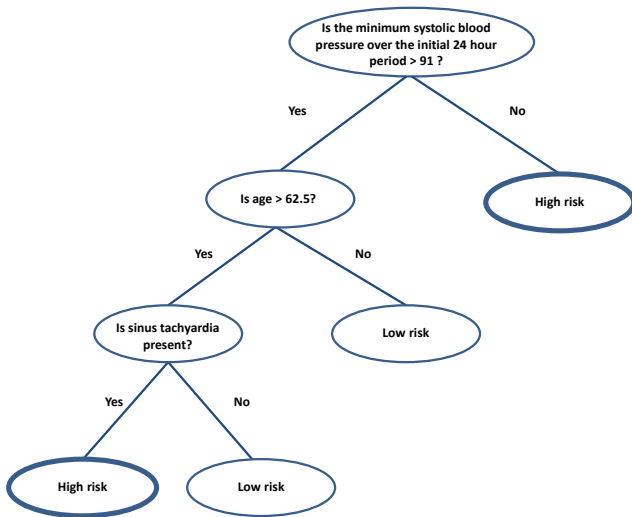 Is the minimum systolic blood
pressure over the initial 24 hour
period > 91 ?
Yes
No
Is age > 62.5?
High risk
Yes
No
Is sinus tachyardia
present?
Low risk
Yes
No
High risk
Low risk